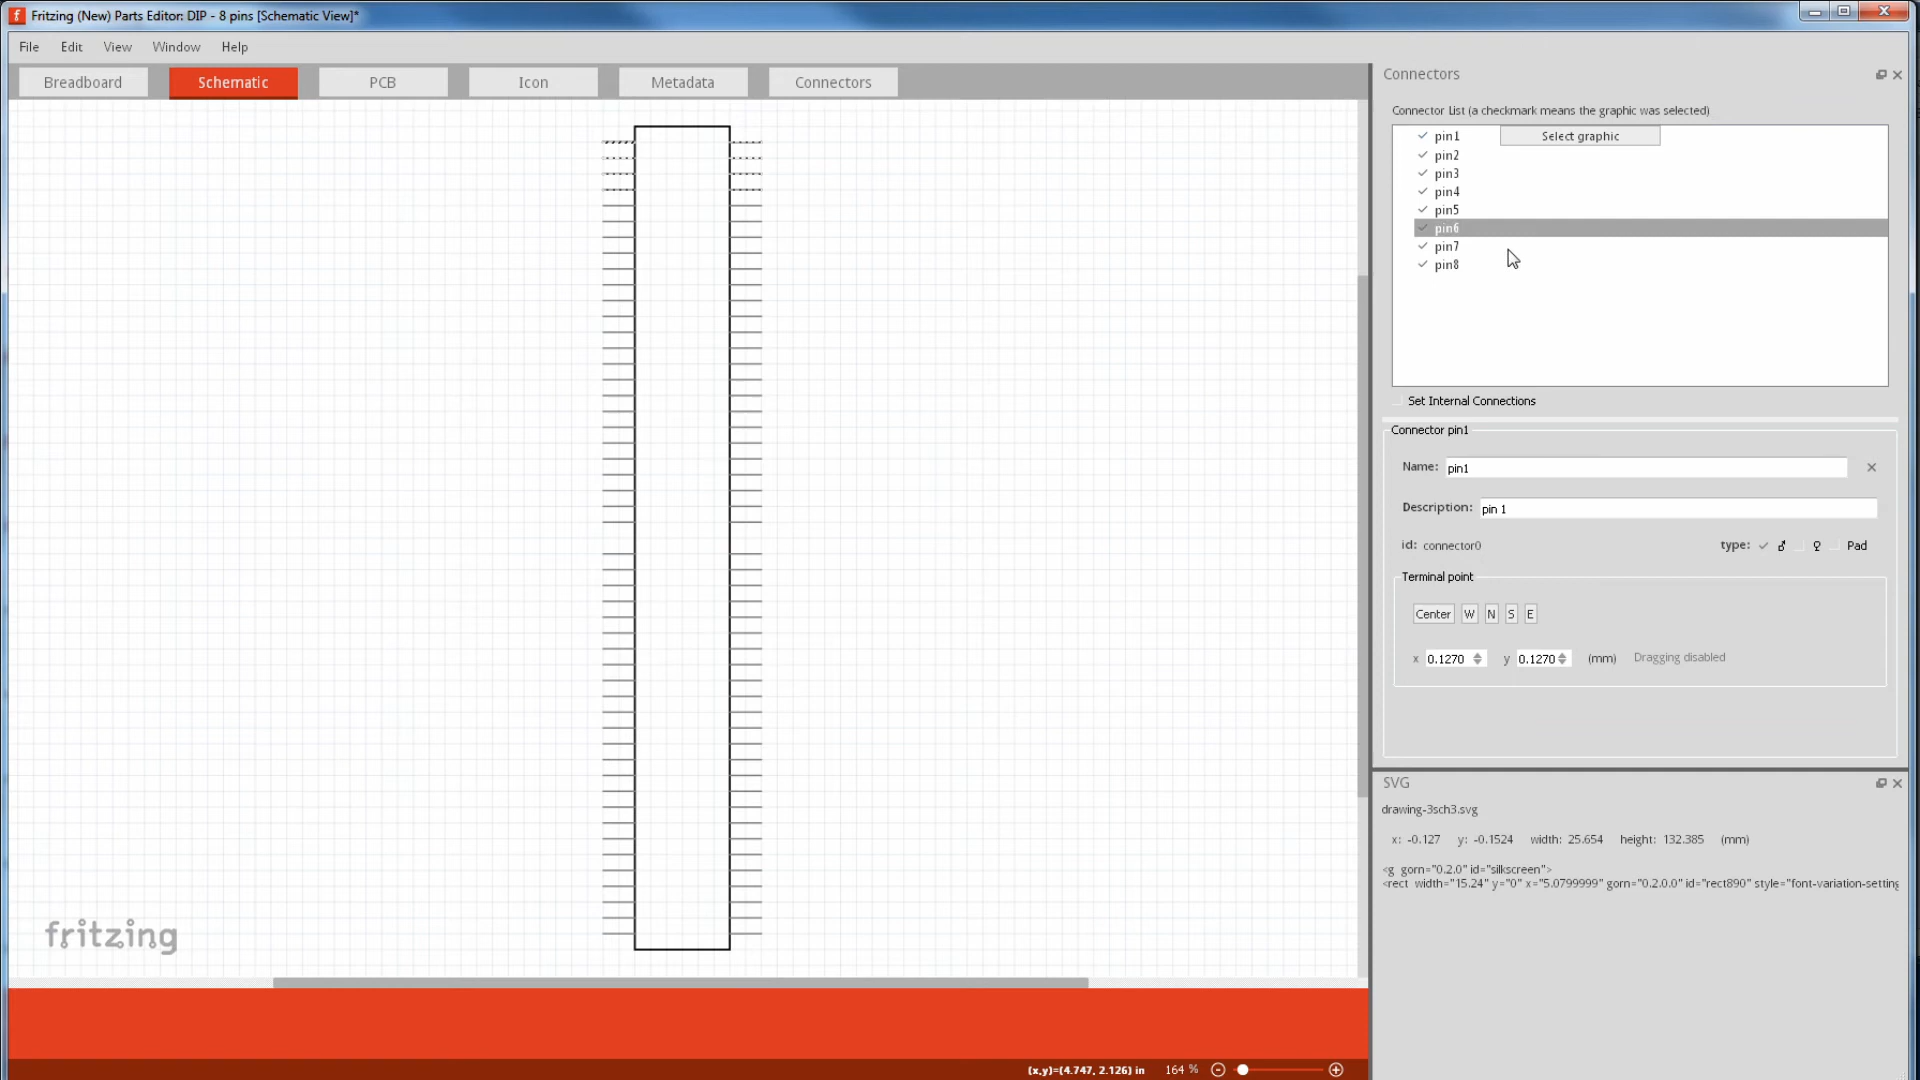 Fritzing (New) Parts Editor: DIP - 8 pins [Schematic View]*
File Edit View Window Help
Breadboard Schematic PCB Icon Metadata Connectors
Connectors
Connector List (a checkmark means the graphic was selected)
pin1 Select graphic
pin2
pin3
pin4
pin5
pin6
pin7
pin8
Set Internal Connections
Connector pin1
Name: pin1
Description: pin 1
id: connector0 type: ♂ ♀ Pad
Terminal point
Center W N S E
x 0.1270 y 0.1270 (mm) Dragging disabled
SVG
drawing-3sch3.svg
x: -0.127 y: -0.1524 width: 25.654 height: 132.385 (mm)
<g gorn="0.2.0" id="silkscreen">
<rect width="15.24" y="0" x="5.0799999" gorn="0.2.0.0" id="rect890" style="font-variation-setting
fritzing
(x,y)=(4.747, 2.126) in 164 %